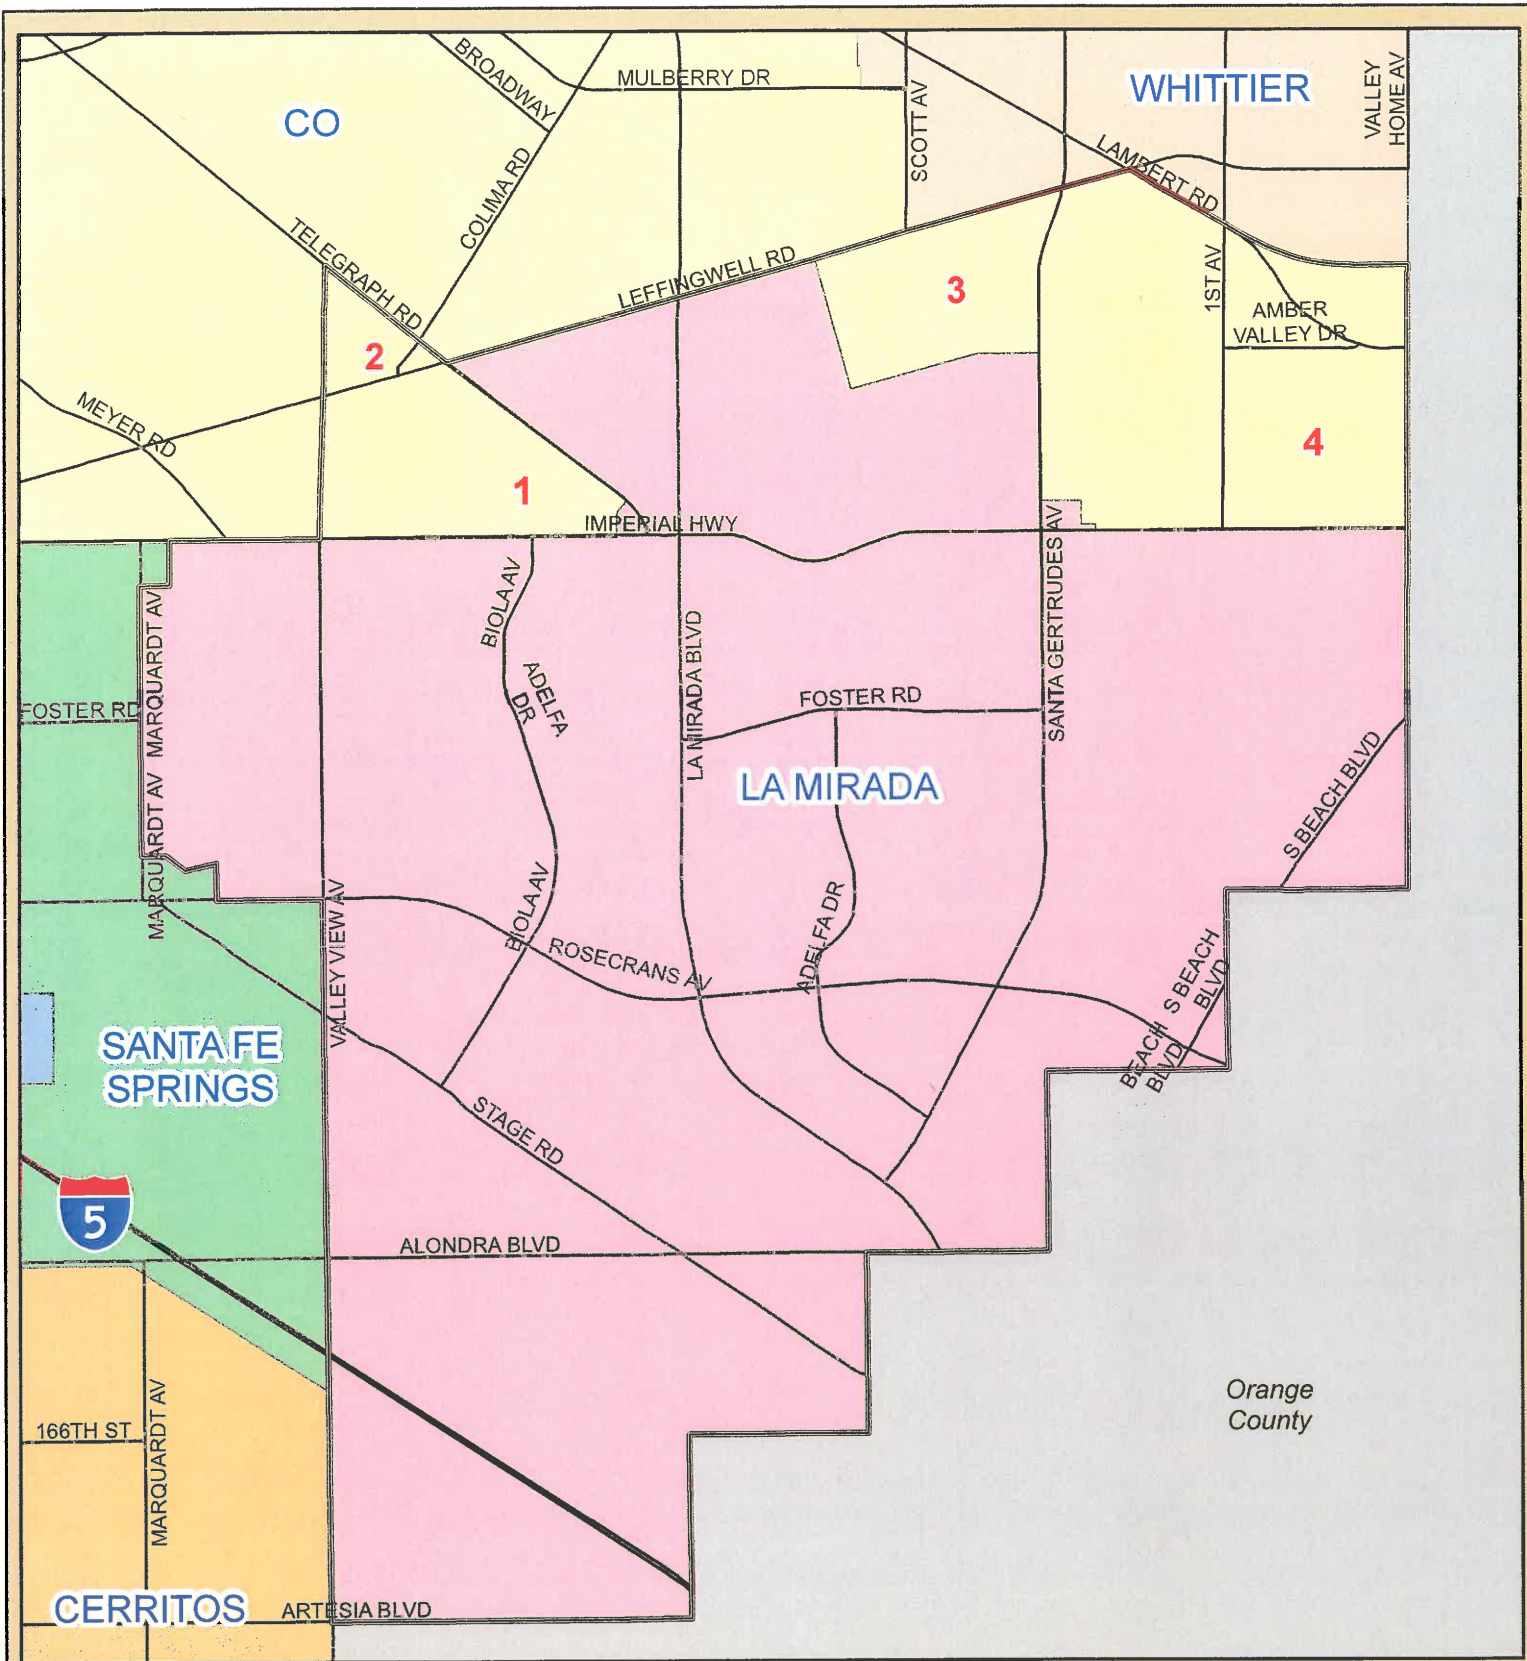 BROADWAY
MULBERRY DR
WHITTIER
VALLEY
HOME AV
CO
SCOTT AV
COLIMA RD
LAMBERT RD
TELEGRAPH RD
LEFFINGWELL RD
1ST AV
3
AMBER
VALLEY DR
2
MEYER RD
4
1
IMPERIAL HWY
BIOLA AV
MARQUARDT AV
SANTA GERTRUDES AV
LA MIRADA BLVD
ADELFA
DR
FOSTER RD
FOSTER RD
LA MIRADA
S BEACH BLVD
MARQUARDT AV
MARQUARDT AV
BIOLA AV
ADELFA DR
VALLEY VIEW AV
ROSECRANS AV
S BEACH
BLVD
SANTA FE
SPRINGS
BEACH
BLVD
STAGE RD
5
ALONDRA BLVD
Orange
County
166TH ST
MARQUARDT AV
CERRITOS
ARTESIA BLVD